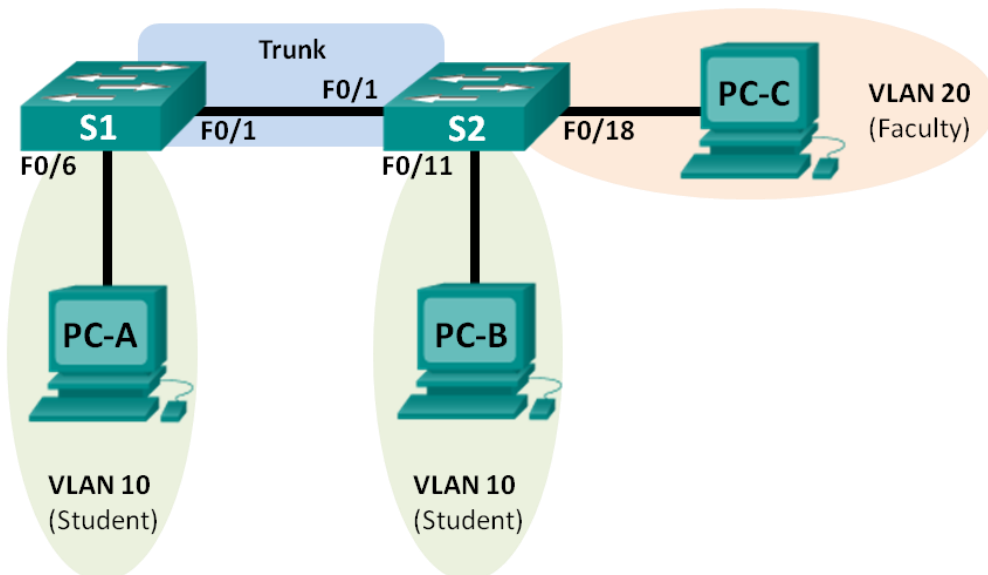 Trunk
S1
F0/1
F0/1
S2
F0/6
F0/11
F0/18
PC-C
VLAN 20
(Faculty)
PC-A
PC-B
VLAN 10
(Student)
VLAN 10
(Student)